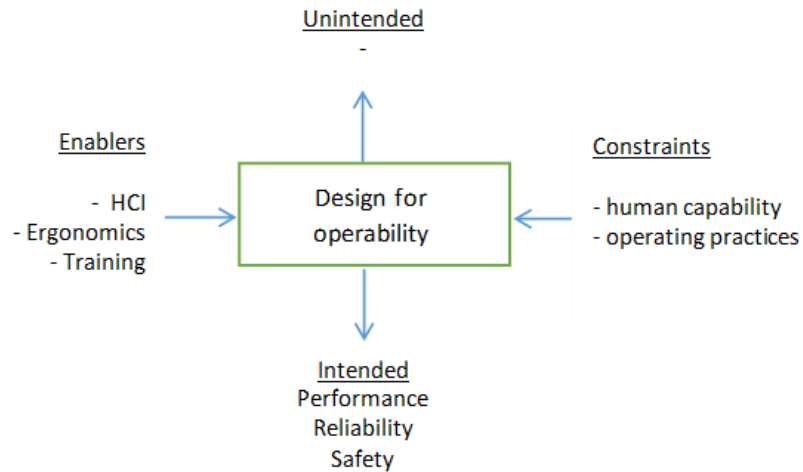 Unintended
-
Enablers
- HCI
- Ergonomics
- Training
Design for
operability
Constraints
- human capability
- operating practices
Intended
Performance
Reliability
Safety